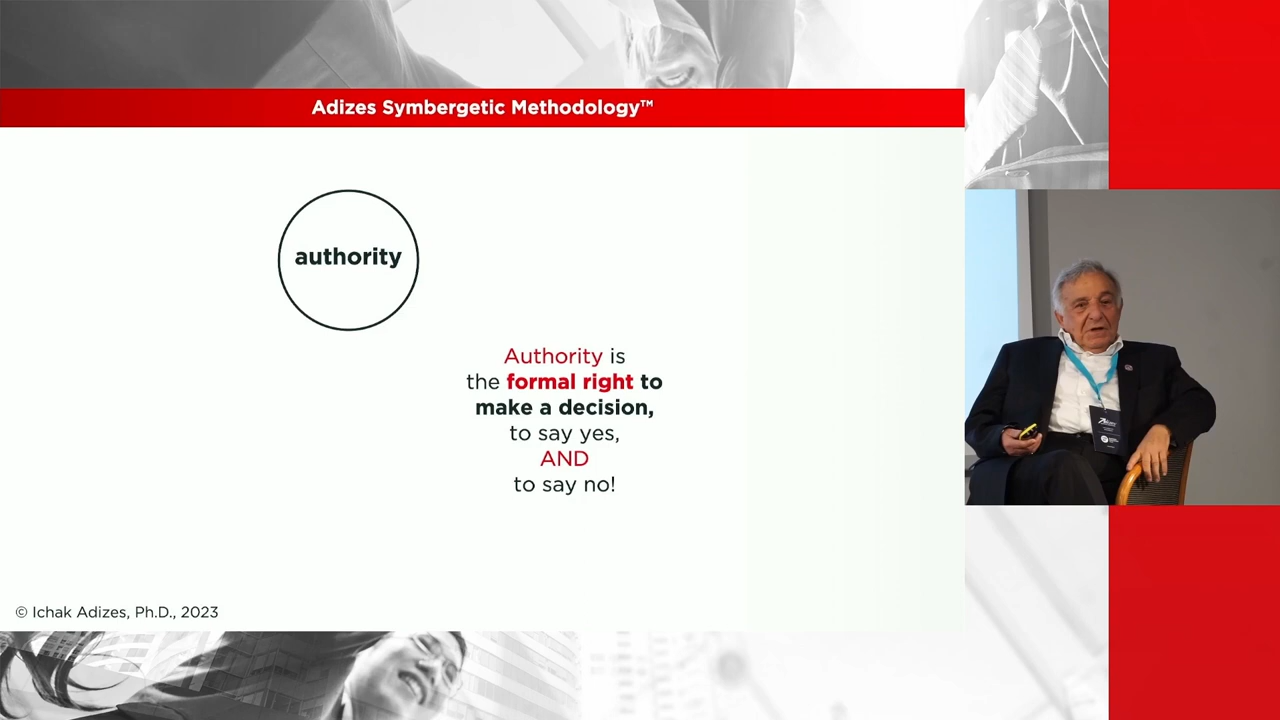 Adizes Symbergetic Methodology™
authority
Authority is
the formal right to
make a decision,
to say yes,
AND
to say no!
© Ichak Adizes, Ph.D., 2023